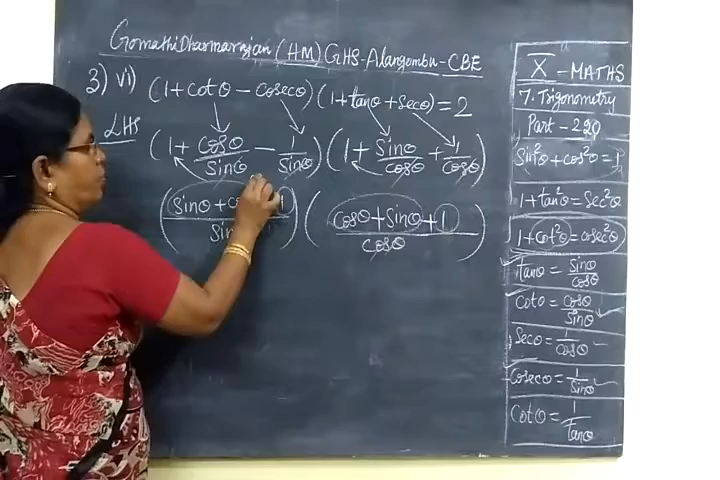 Gomathi Dharmarajan (HM) GHS-Alangombu-CBE
3) vi) (1+cotθ - cosecθ)(1+tanθ+secθ) = 2
LHS (1 + cosθ/sinθ - 1/sinθ)(1 + sinθ/cosθ + 1/cosθ)
(sinθ + 1)(cosθ + sinθ + 1/cosθ)
X - MATHS
7. Trigonometry
Part - 220
sin²θ + cos²θ = 1
1 + tan²θ = sec²θ
1 + cot²θ = cosec²θ
tanθ = sinθ/cosθ
cotθ = cosθ/sinθ
secθ = 1/cosθ
cosecθ = 1/sinθ
cotθ = 1/tanθ